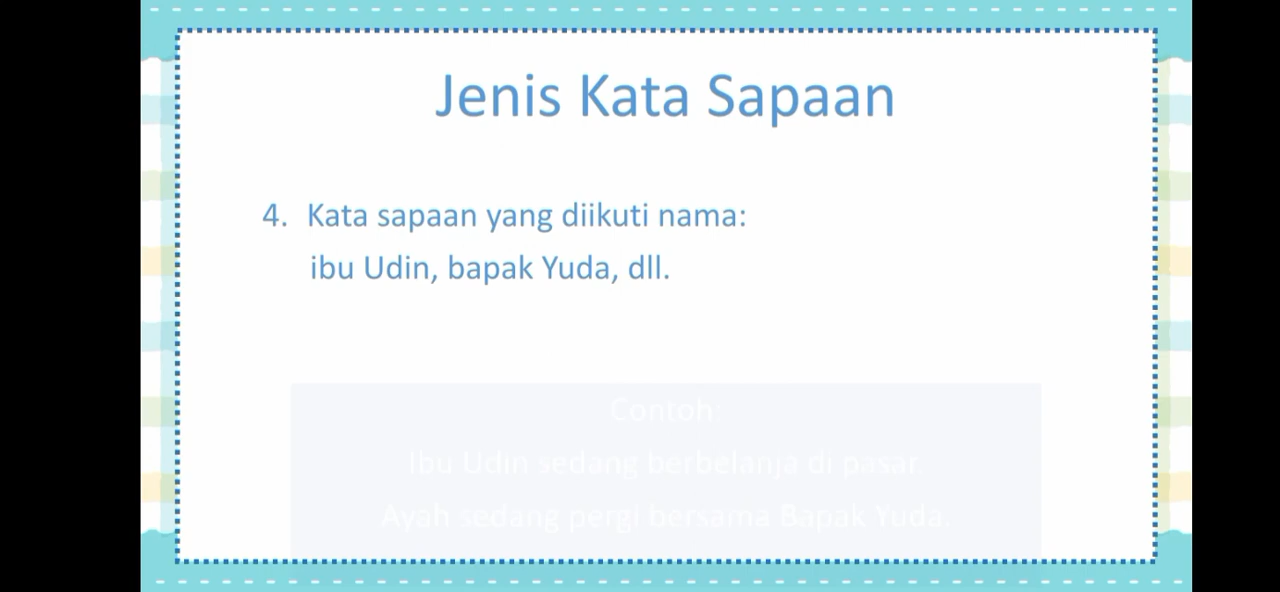 Jenis Kata Sapaan
4. Kata sapaan yang diikuti nama:
ibu Udin, bapak Yuda, dll.
Contoh:
Ibu Udin sedang berbelanja di pasar
Ayah sedang pergi bersama Bapak Yuda.